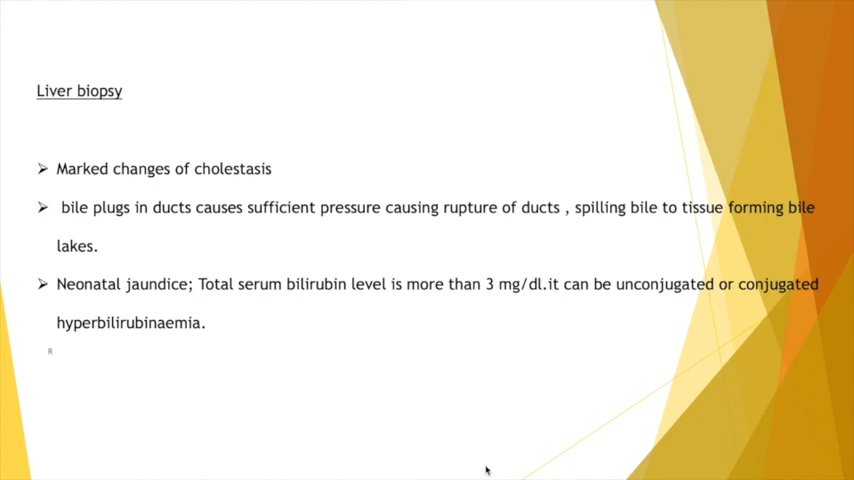 Liver biopsy
➢ Marked changes of cholestasis
➢ bile plugs in ducts causes sufficient pressure causing rupture of ducts , spilling bile to tissue forming bile
lakes.
➢ Neonatal jaundice; Total serum bilirubin level is more than 3 mg/dl.it can be unconjugated or conjugated
hyperbilirubinaemia.
R